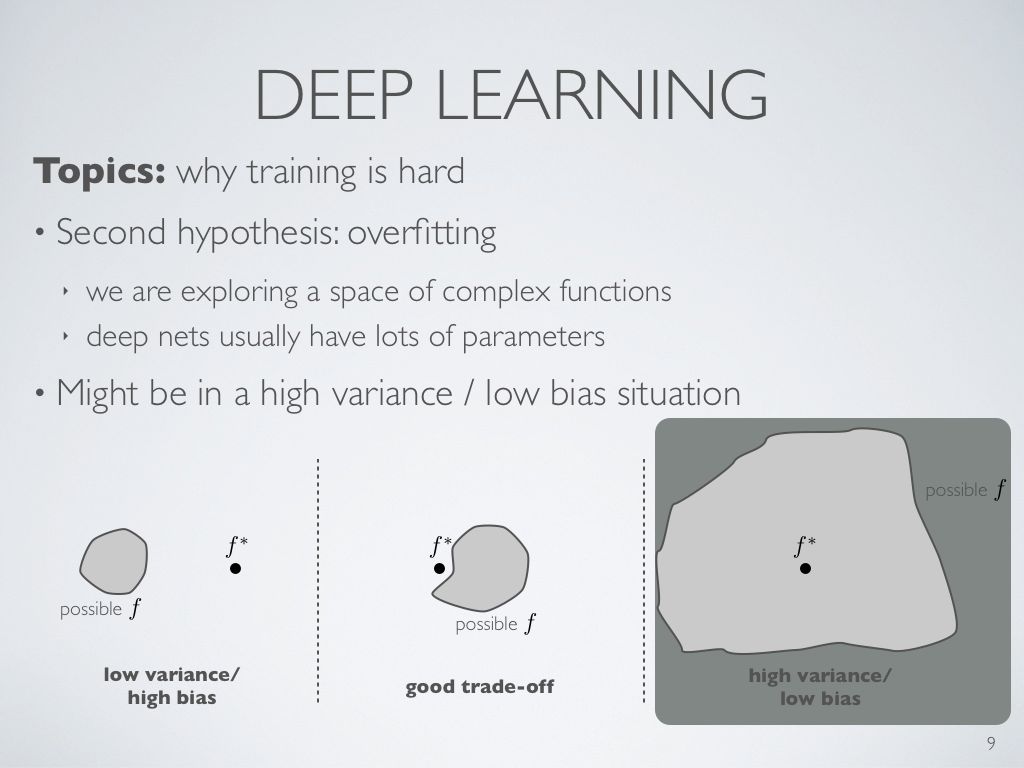 DEEP LEARNING
Topics: why training is hard
• Second hypothesis: overfitting
‣ we are exploring a space of complex functions
‣ deep nets usually have lots of parameters
• Might be in a high variance / low bias situation
f*
possible f
low variance/
high bias
f*
possible f
good trade-off
possible f
f*
high variance/
low bias
9